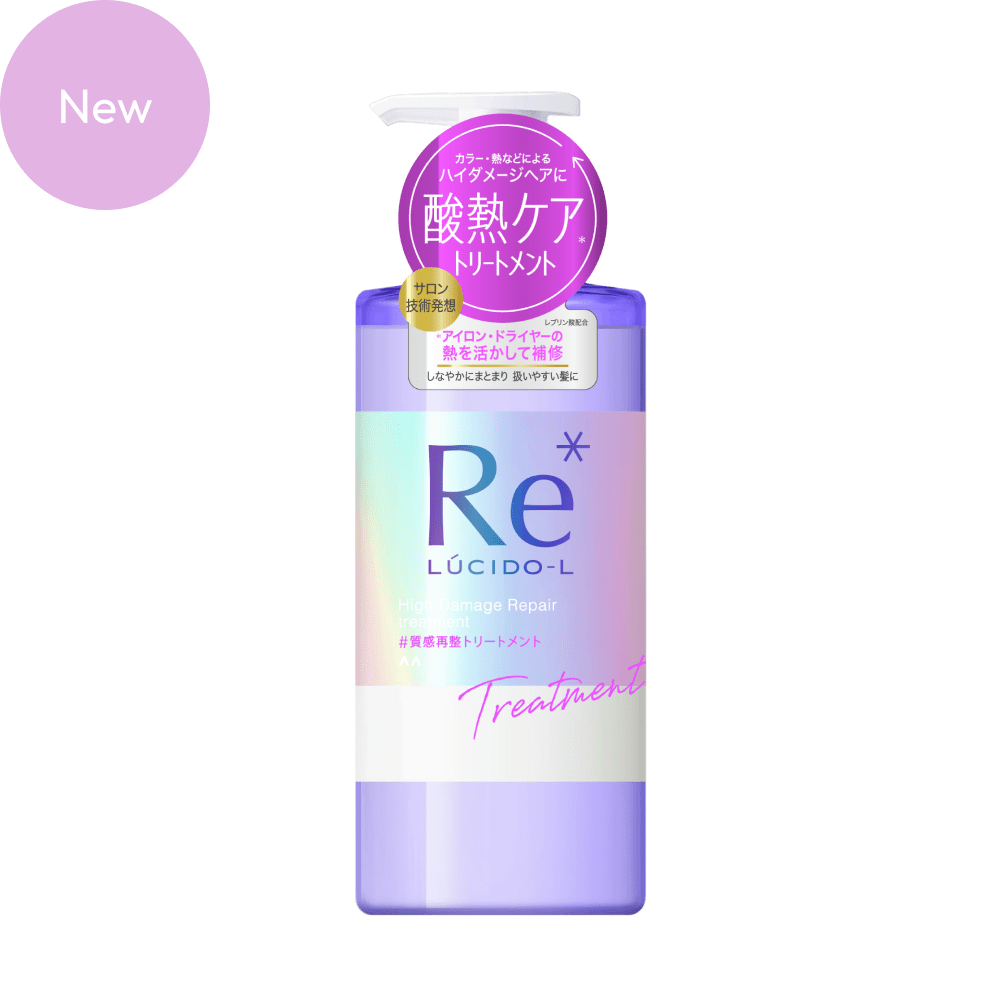 New
カラー・熱などによる
ハイダメージヘアに
酸熱ケア
*
トリートメント
サロン
技術発想
レブリン酸配合
*アイロン・ドライヤーの
熱を活かして補修
しなやかにまとまり 扱いやすい髪に
Re*
LÚCIDO-L
High Damage Repair
treatment
#質感再整トリートメント
^^
Treatment